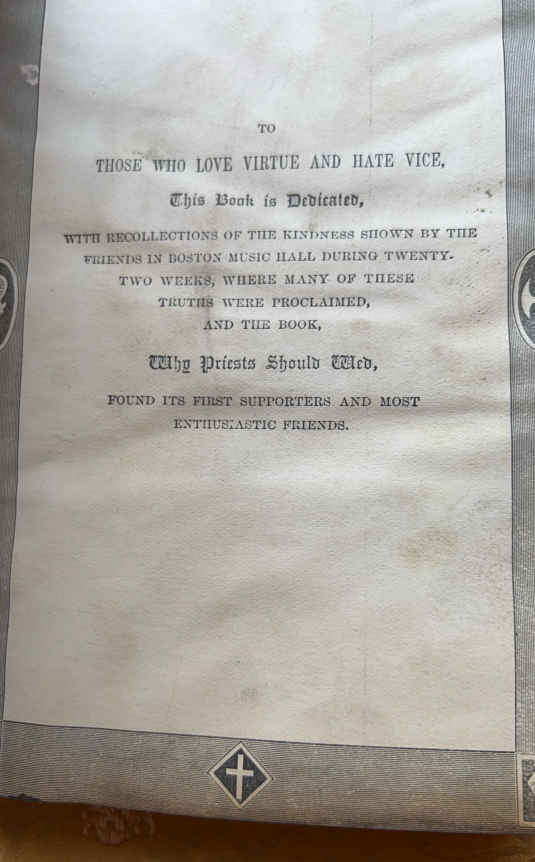 TO
THOSE WHO LOVE VIRTUE AND HATE VICE,
This Book is Dedicated,
WITH RECOLLECTIONS OF THE KINDNESS SHOWN BY THE
FRIENDS IN BOSTON MUSIC HALL DURING TWENTY-
TWO WEEKS, WHERE MANY OF THESE
TRUTHS WERE PROCLAIMED,
AND THE BOOK,
Why Priests Should Wed,
FOUND ITS FIRST SUPPORTERS AND MOST
ENTHUSIASTIC FRIENDS.